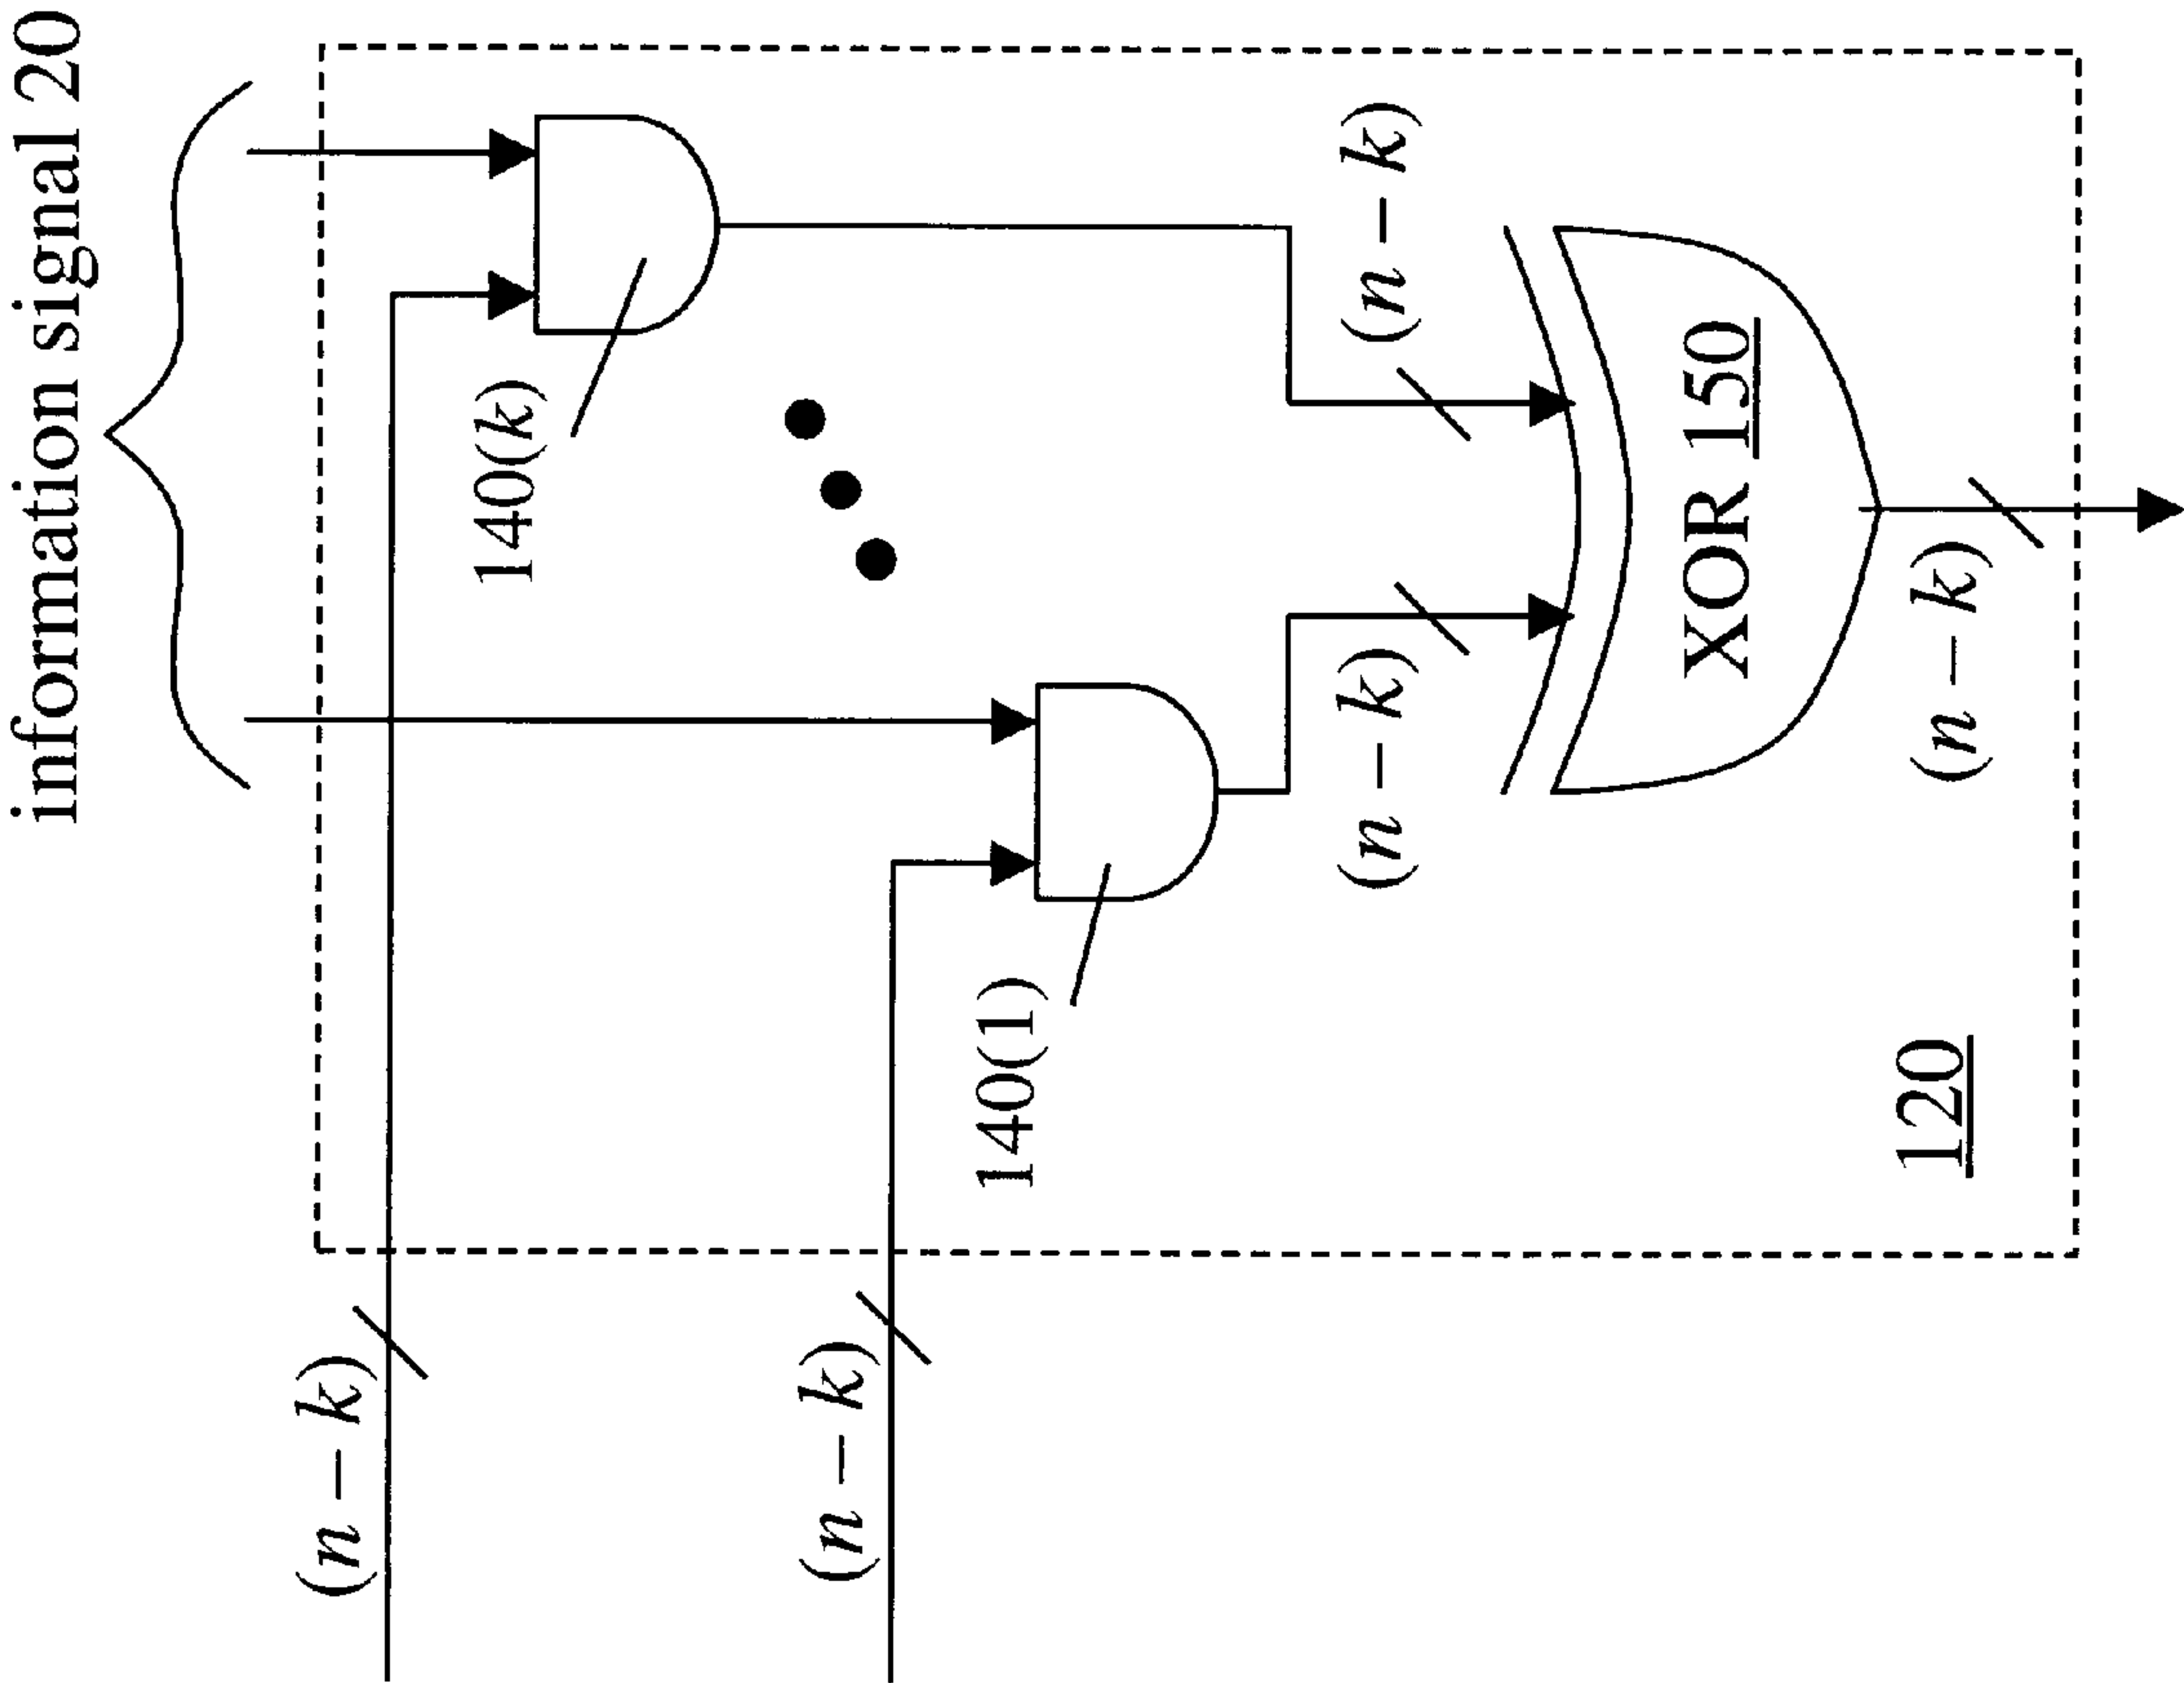 information signal 20
(n – k)
140(k)
(n – k)
140(1)
(n – k)
(n – k)
XOR 150
(n – k)
120